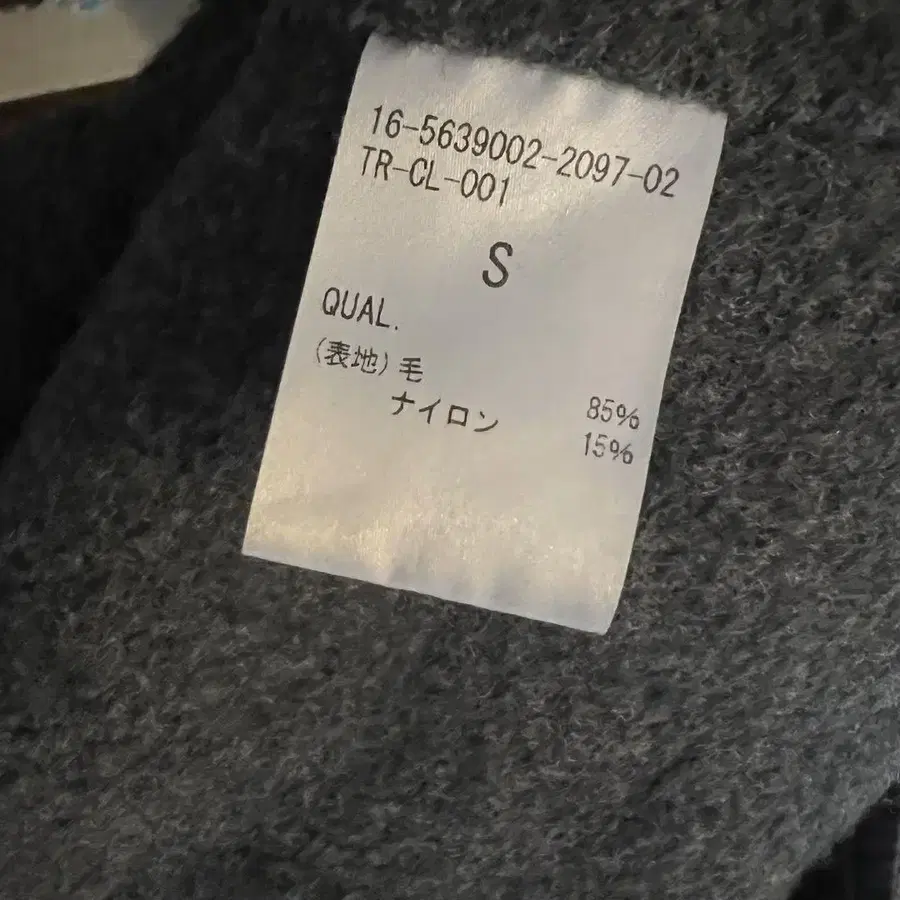 16-5639002-2097-02
TR-CL-001
S
QUAL.
(表地) 毛 85%
ナイロン 15%